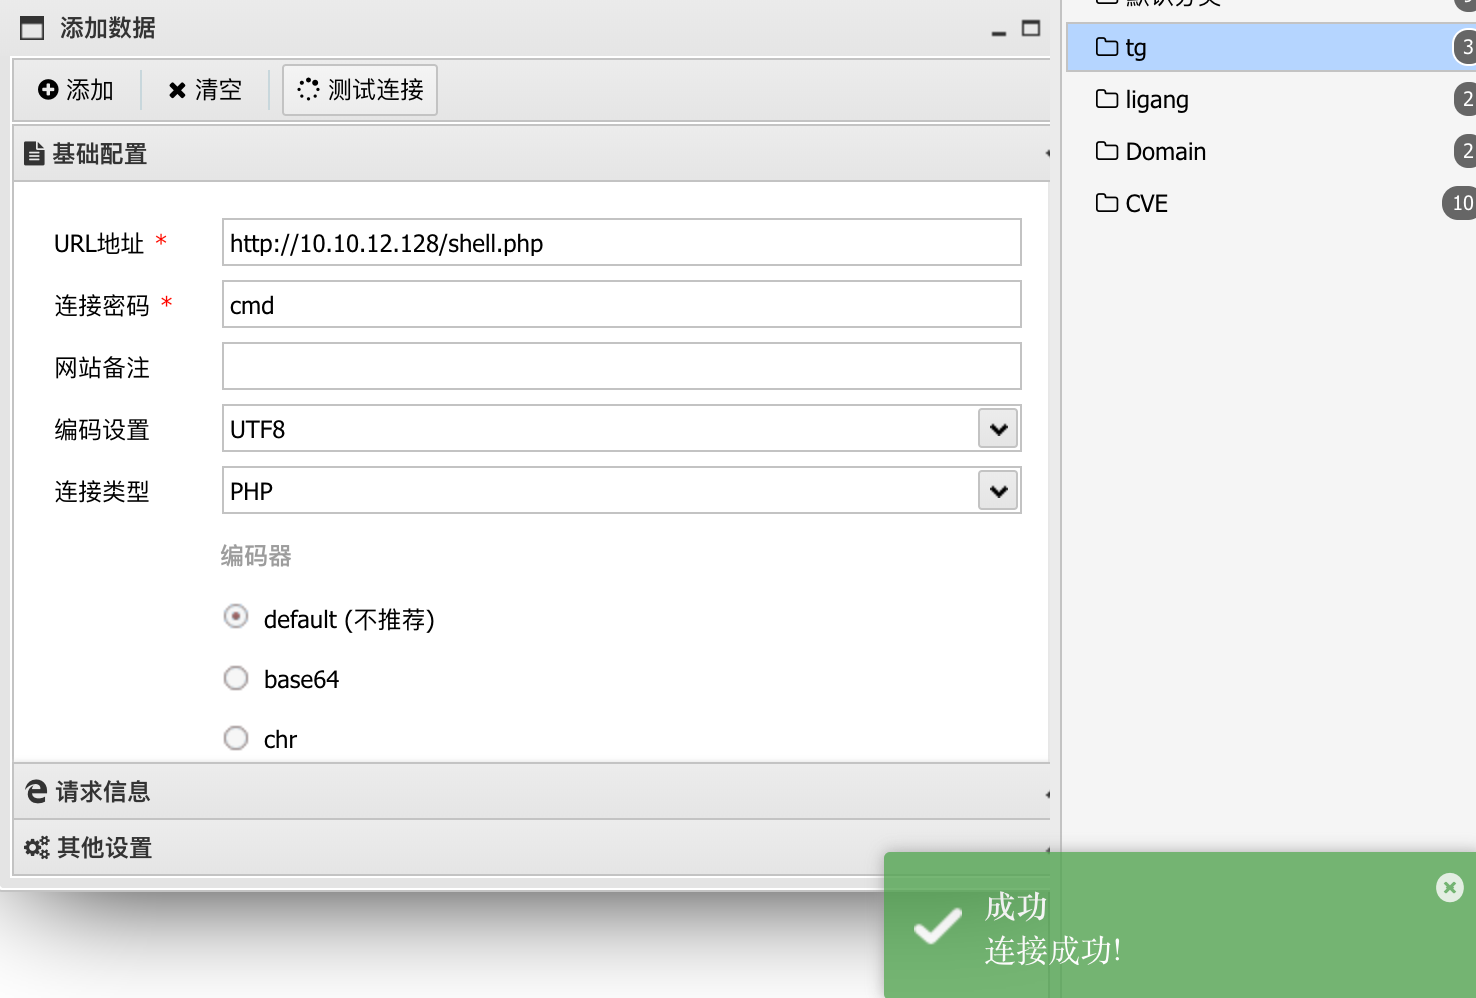 添加数据
添加 清空 测试连接
基础配置
URL地址 *
http://10.10.12.128/shell.php
连接密码 *
cmd
网站备注
编码设置
UTF8
连接类型
PHP
编码器
default (不推荐)
base64
chr
请求信息
其他设置
默认分类
tg 3
ligang 2
Domain 2
CVE 10
成功
连接成功!